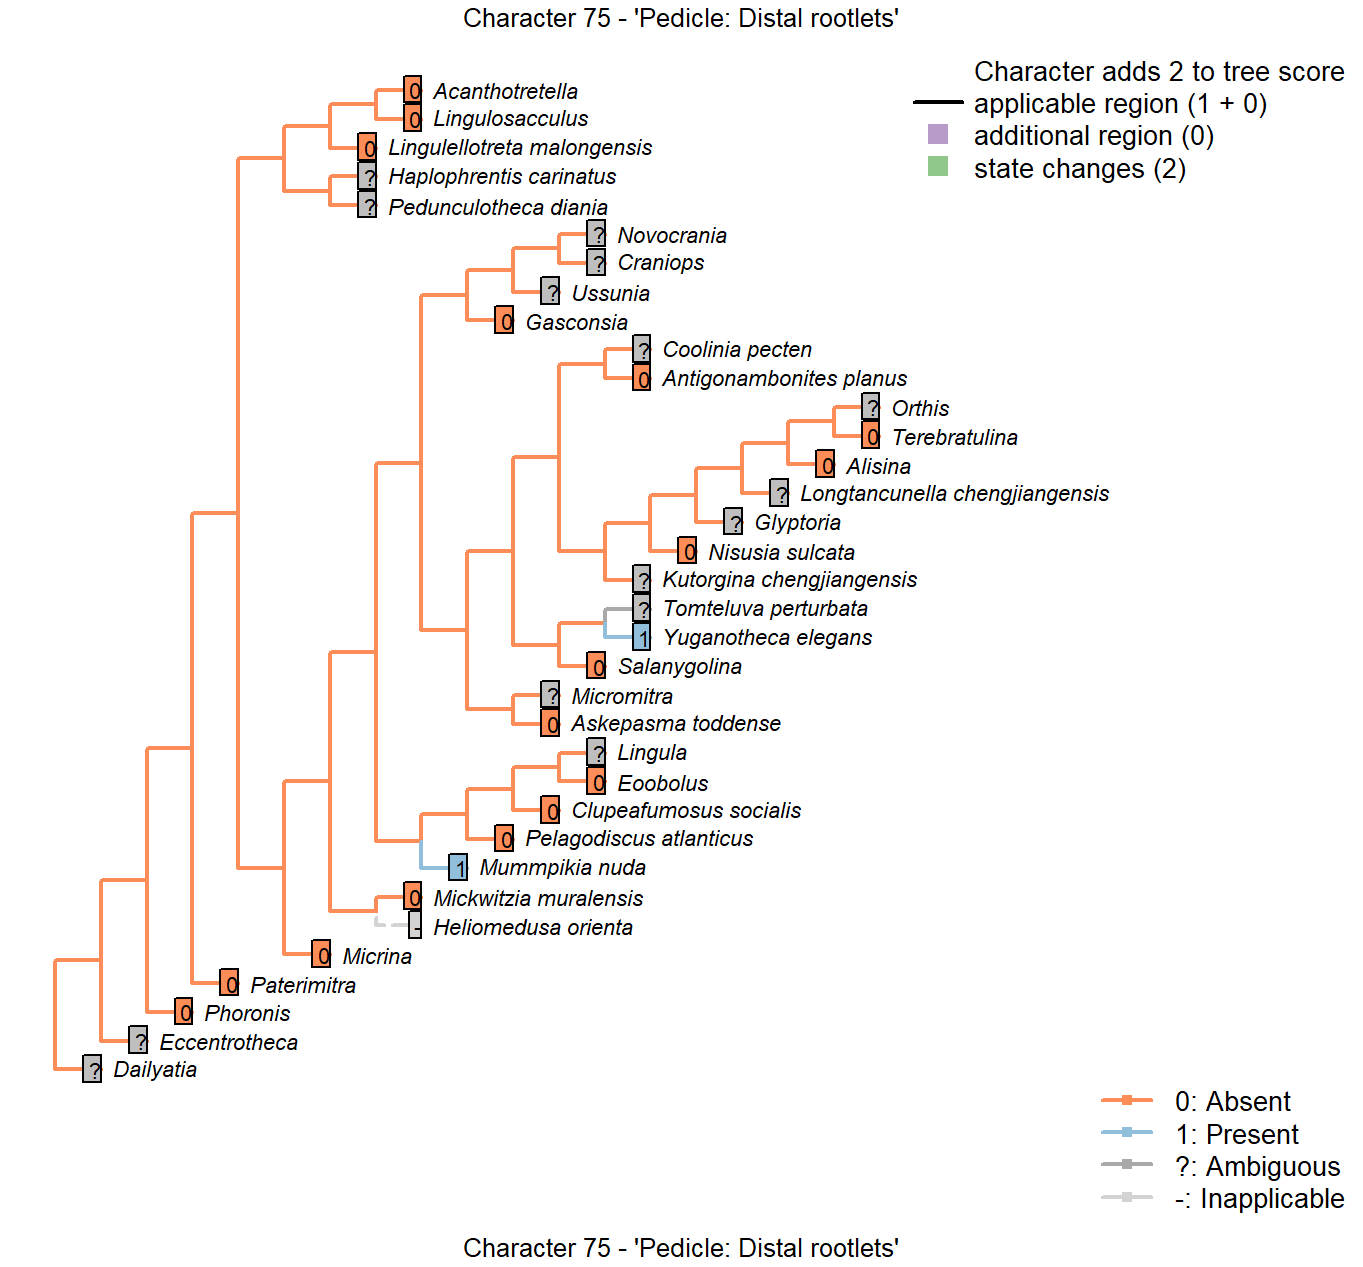 Character 75 - 'Pedicle: Distal rootlets'
Character adds 2 to tree score
applicable region (1 + 0)
additional region (0)
state changes (2)
0 Acanthotretella
0 Lingulosacculus
0 Lingulellotreta malongensis
? Haplophrentis carinatus
? Pedunculotheca diania
? Novocrania
? Craniops
? Ussunia
0 Gasconsia
? Coolinia pecten
0 Antigonambonites planus
? Orthis
0 Terebratulina
0 Alisina
? Longtancunella chengjiangensis
? Glyptoria
0 Nisusia sulcata
? Kutorgina chengjiangensis
? Tomteluva perturbata
1 Yuganotheca elegans
0 Salanygolina
? Micromitra
0 Askepasma toddense
? Lingula
0 Eoobolus
0 Clupeafumosus socialis
0 Pelagodiscus atlanticus
1 Mummpikia nuda
0 Mickwitzia muralensis
- Heliomedusa orienta
0 Micrina
0 Paterimitra
0 Phoronis
? Eccentrotheca
? Dailyatia
0: Absent
1: Present
?: Ambiguous
-: Inapplicable
Character 75 - 'Pedicle: Distal rootlets'